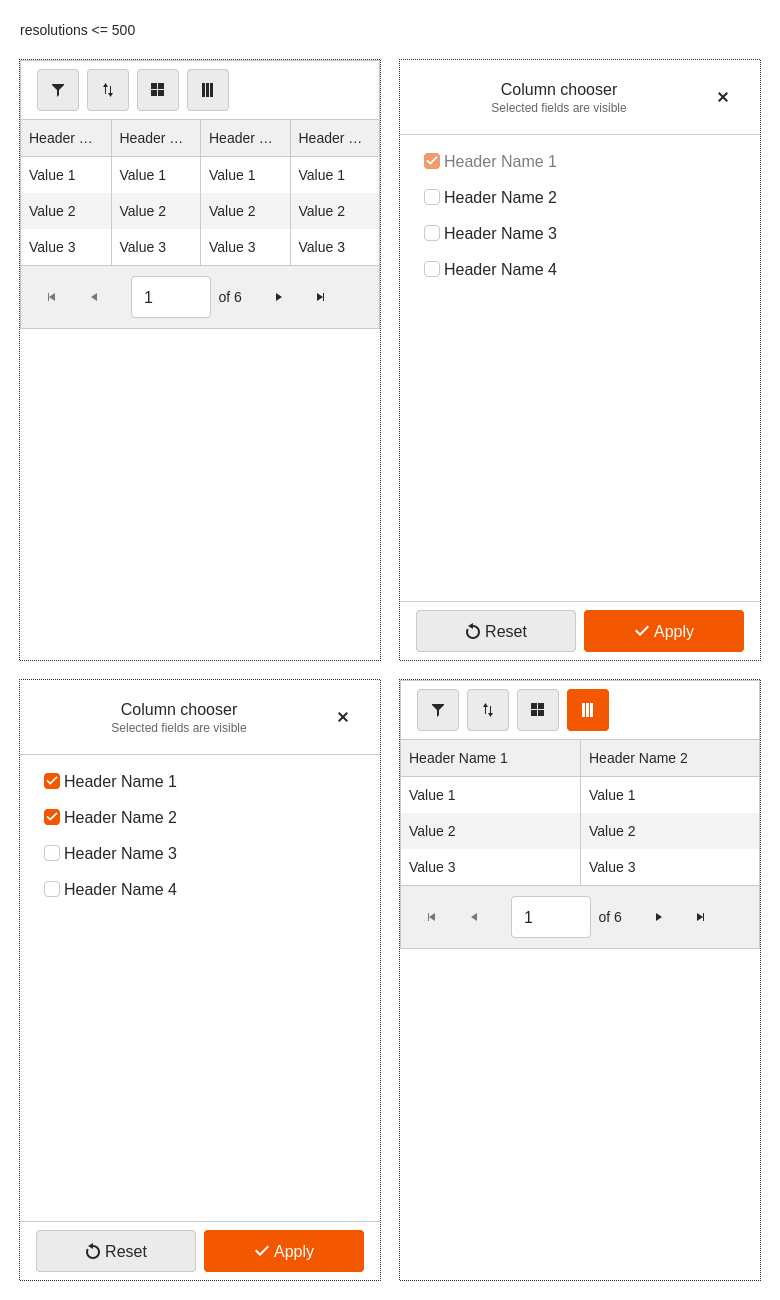 resolutions <= 500
Header … Header … Header … Header …
Value 1 Value 1 Value 1 Value 1
Value 2 Value 2 Value 2 Value 2
Value 3 Value 3 Value 3 Value 3
1 of 6
Column chooser
Selected fields are visible
Header Name 1
Header Name 2
Header Name 3
Header Name 4
Reset Apply
Column chooser
Selected fields are visible
Header Name 1
Header Name 2
Header Name 3
Header Name 4
Reset Apply
Header Name 1 Header Name 2
Value 1 Value 1
Value 2 Value 2
Value 3 Value 3
1 of 6